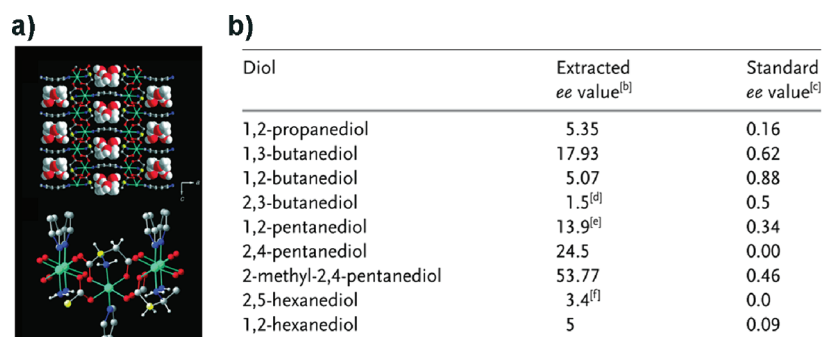 a)
b)
Diol Extracted Standard
ee value[b] ee value[c]
1,2-propanediol 5.35 0.16
1,3-butanediol 17.93 0.62
1,2-butanediol 5.07 0.88
2,3-butanediol 1.5[d] 0.5
1,2-pentanediol 13.9[e] 0.34
2,4-pentanediol 24.5 0.00
2-methyl-2,4-pentanediol 53.77 0.46
2,5-hexanediol 3.4[f] 0.0
1,2-hexanediol 5 0.09
a
c